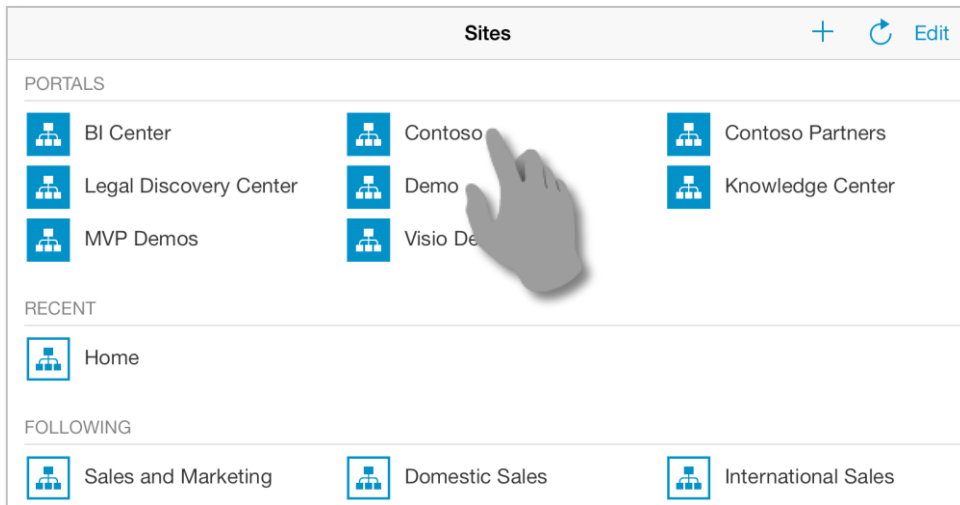 Sites Edit
PORTALS
BI Center Contoso Contoso Partners
Legal Discovery Center Demo Knowledge Center
MVP Demos Visio
RECENT
Home
FOLLOWING
Sales and Marketing Domestic Sales International Sales